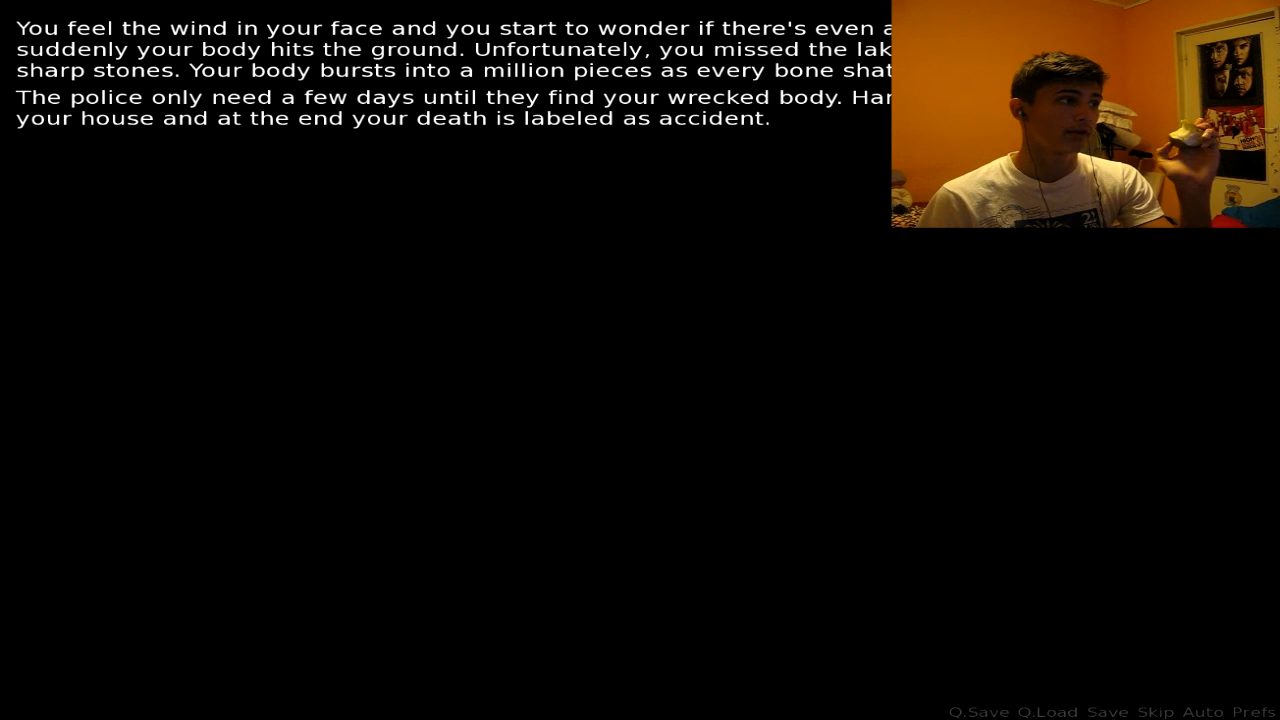 You feel the wind in your face and you start to wonder if there's even
suddenly your body hits the ground. Unfortunately, you missed the
sharp stones. Your body bursts into a million pieces as every bone
The police only need a few days until they find your wrecked body.
your house and at the end your death is labeled as accident.
21
Q.Save Q.Load Save Skip Auto Prefs